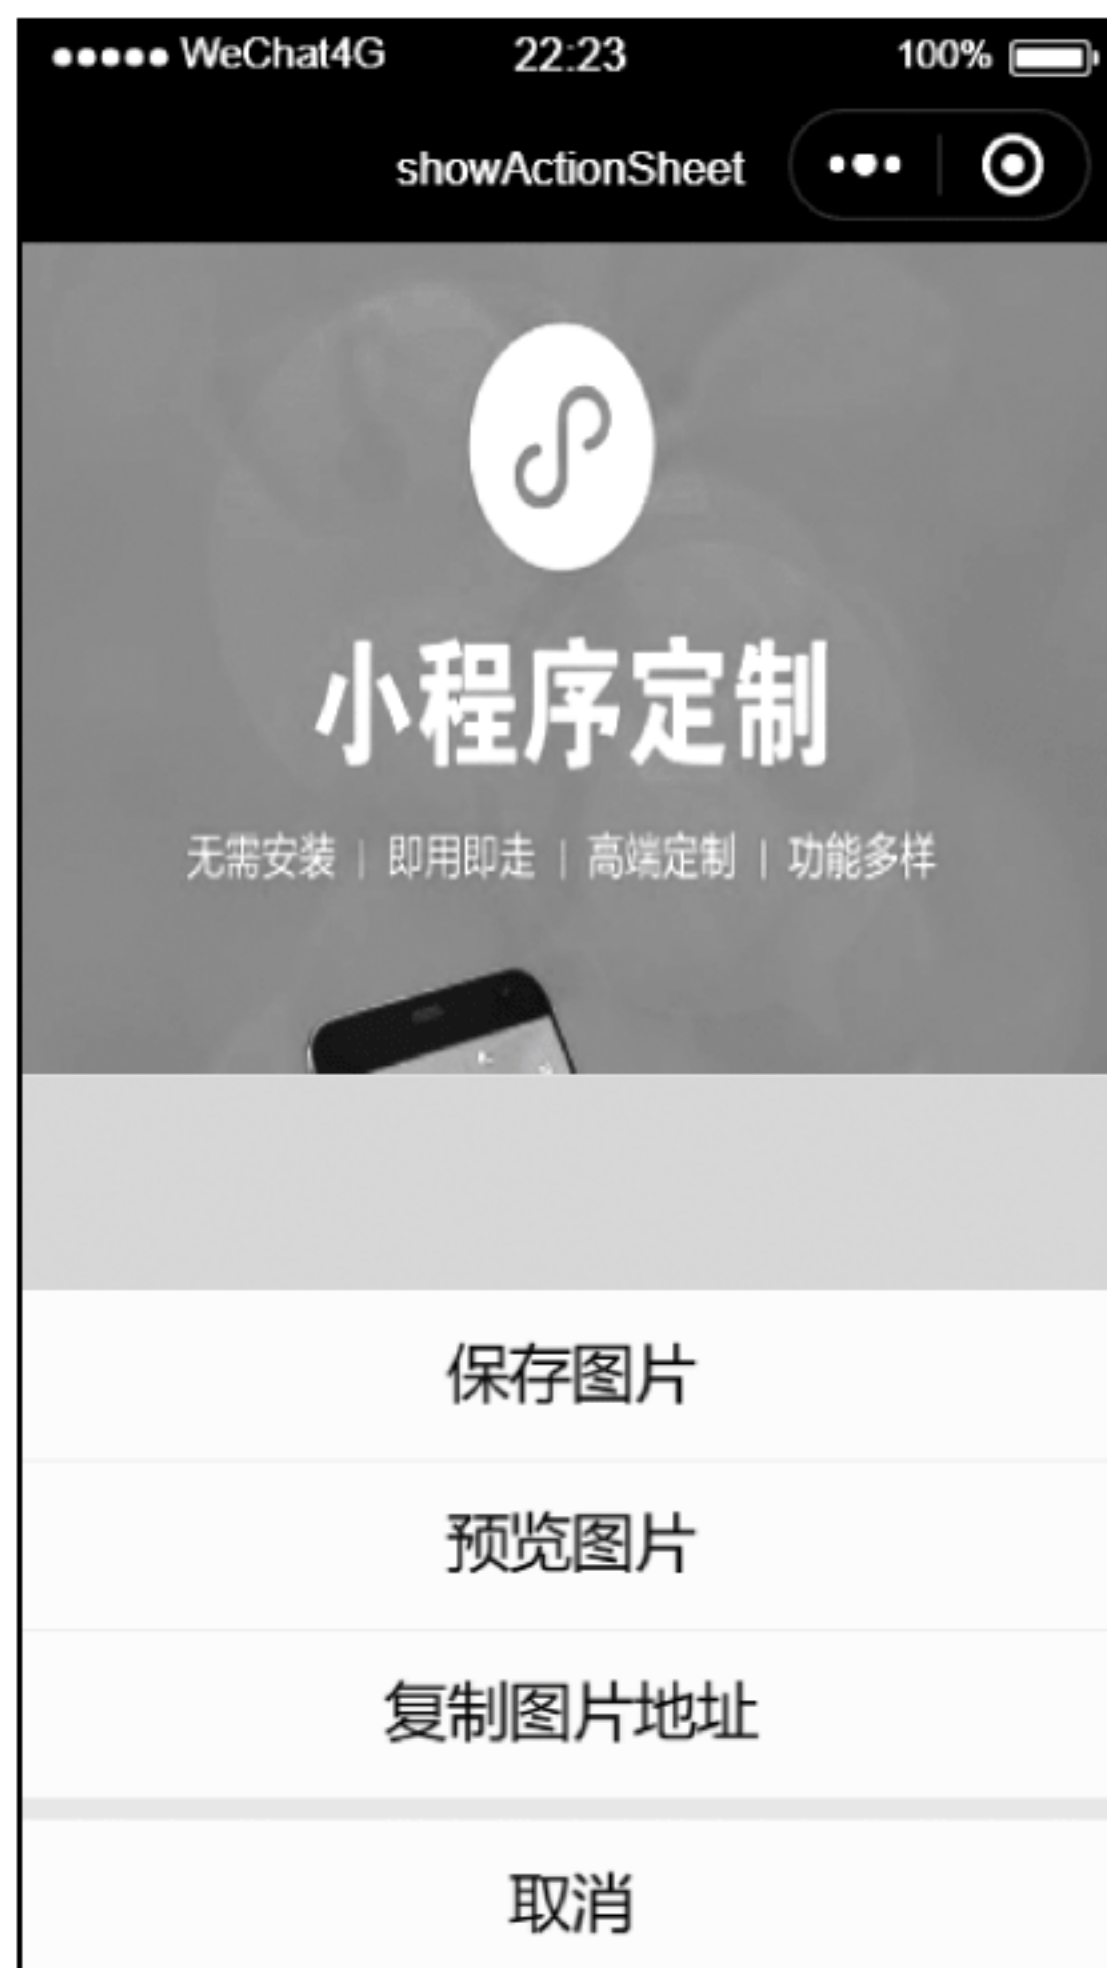 WeChat4G 22:23 100%
showActionSheet
小程序定制
无需安装 | 即用即走 | 高端定制 | 功能多样
保存图片
预览图片
复制图片地址
取消